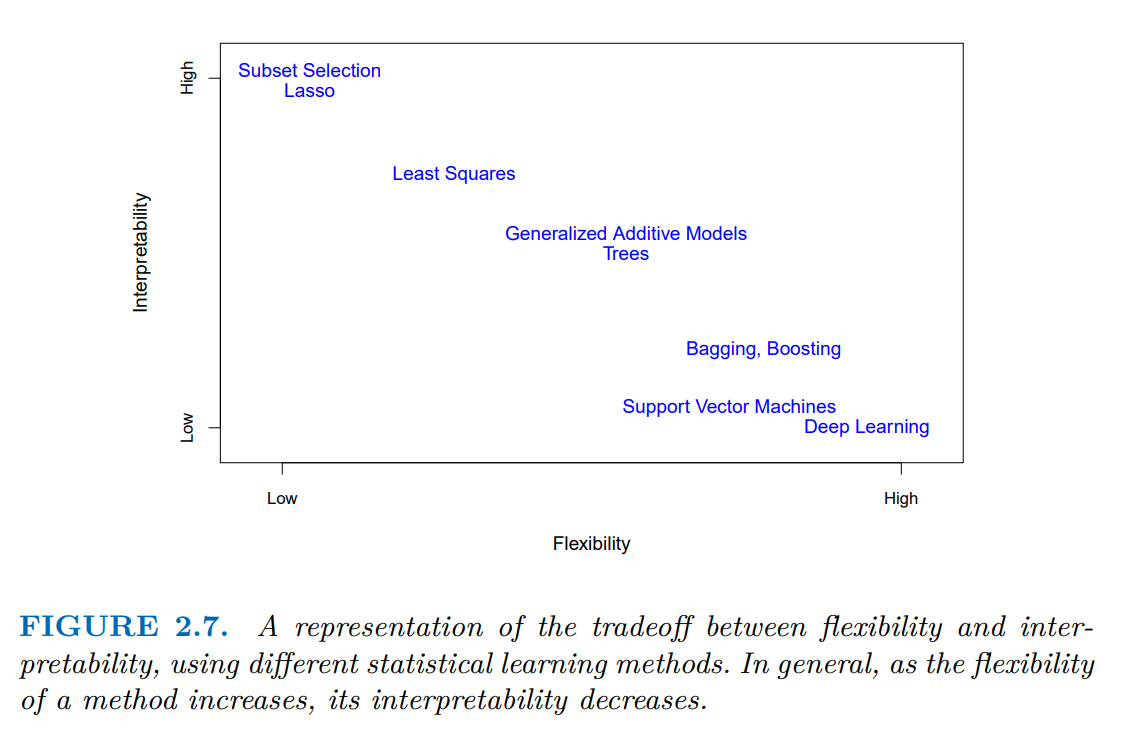 High
Subset Selection
Lasso
Least Squares
Interpretability
Generalized Additive Models
Trees
Bagging, Boosting
Support Vector Machines
Low
Deep Learning
Low
High
Flexibility
FIGURE 2.7. A representation of the tradeoff between flexibility and inter-
pretability, using different statistical learning methods. In general, as the flexibility
of a method increases, its interpretability decreases.